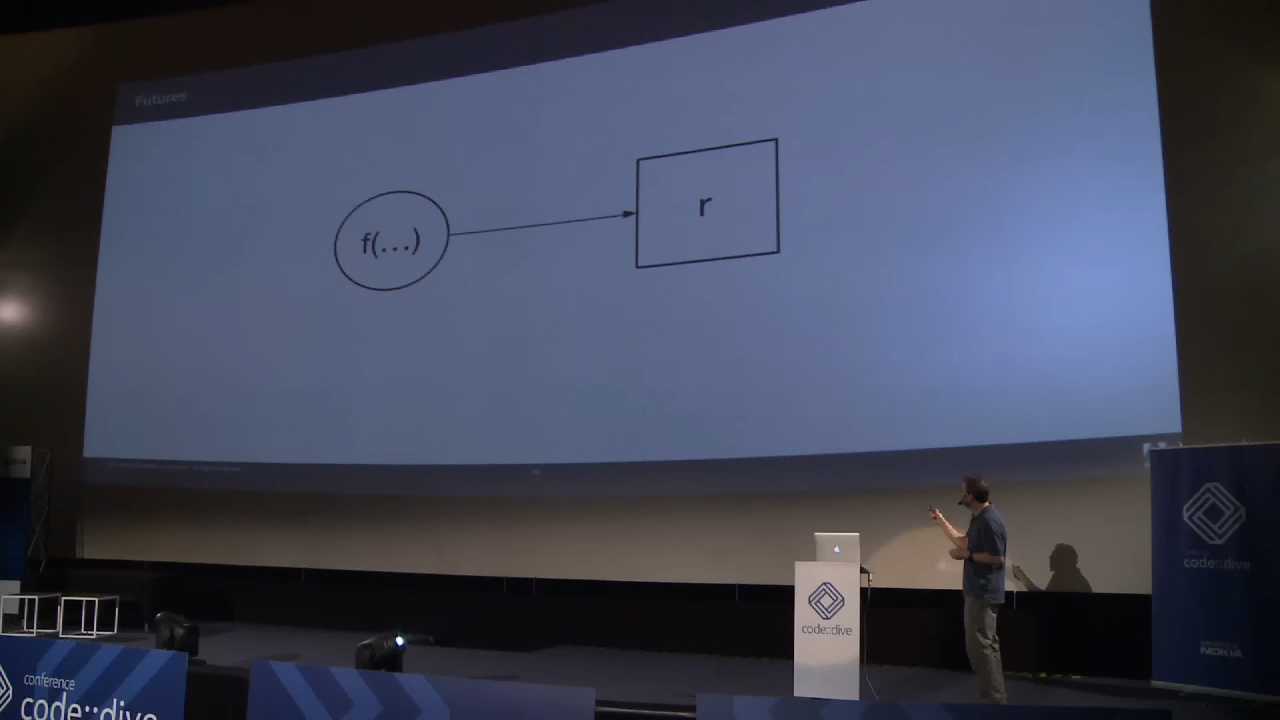 Futures
f(...)
r
code::dive
NOKIA
code::dive
conference
code::dive